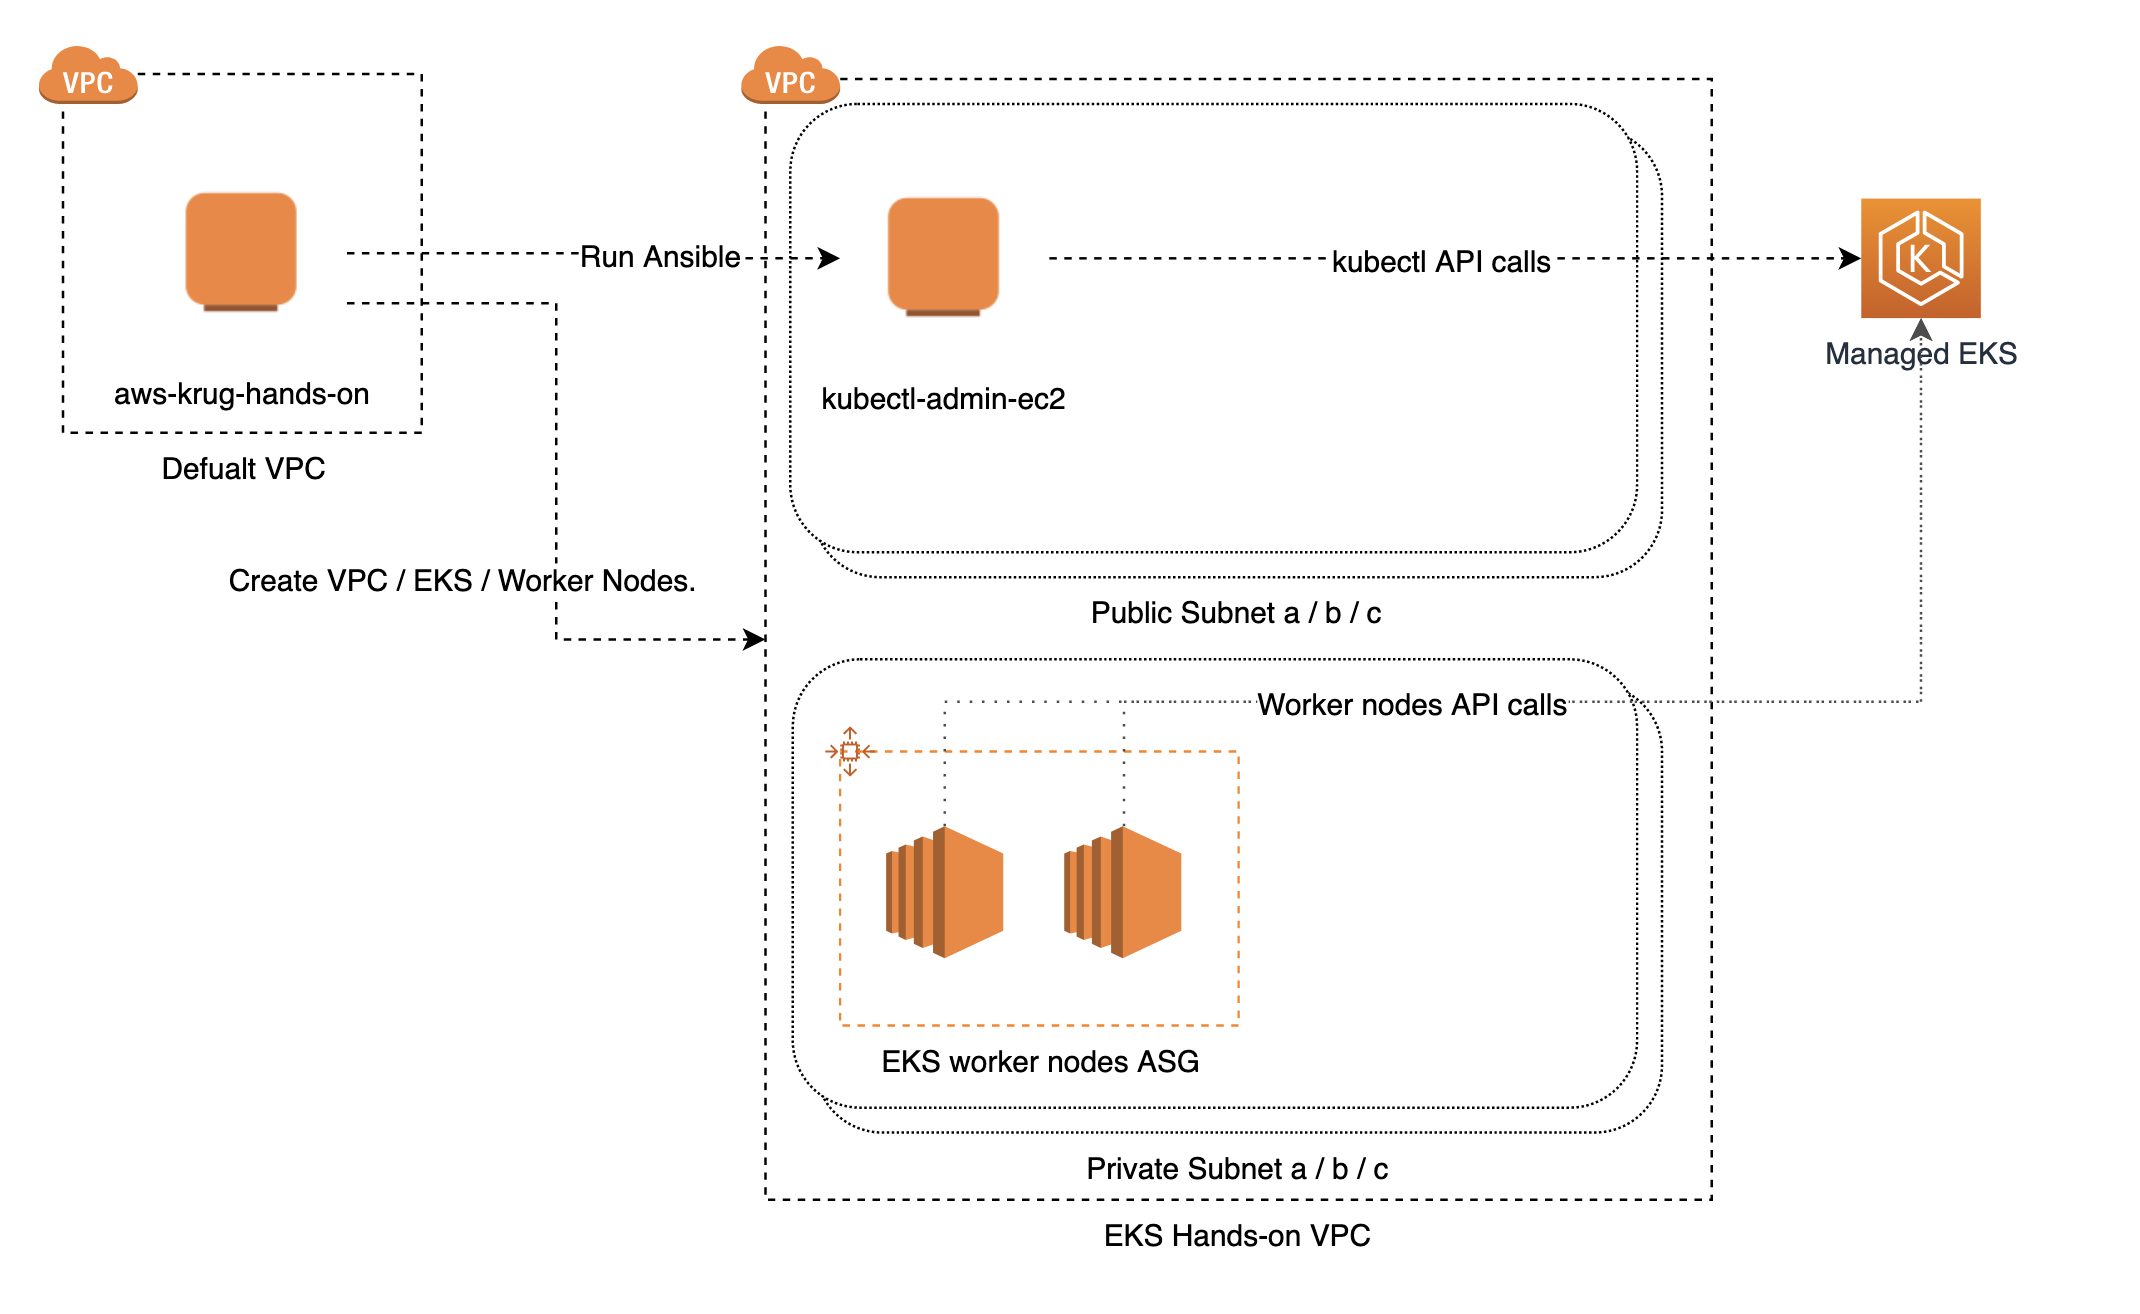 VPC
VPC
Run Ansible
kubectl API calls
Managed EKS
aws-krug-hands-on
kubectl-admin-ec2
Defualt VPC
Create VPC / EKS / Worker Nodes.
Public Subnet a / b / c
Worker nodes API calls
EKS worker nodes ASG
Private Subnet a / b / c
EKS Hands-on VPC
K